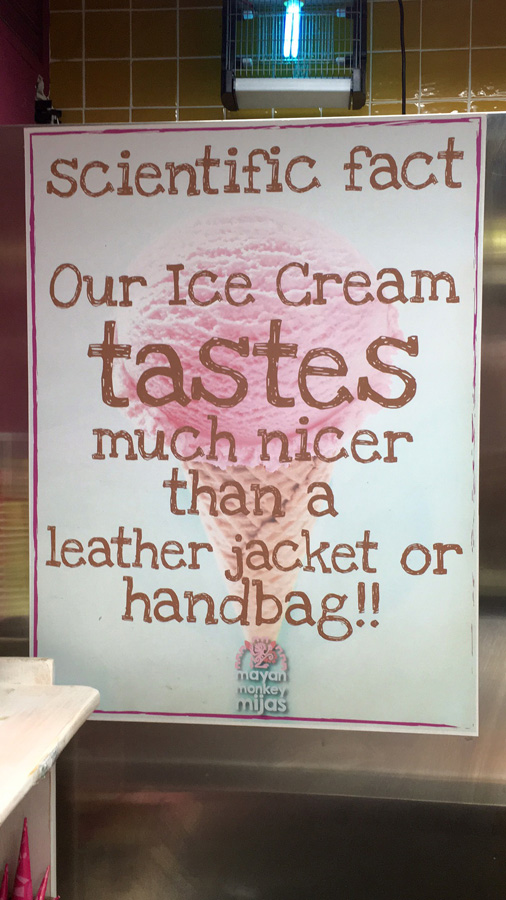 scientific fact
Our Ice Cream
tastes
much nicer
than a
leather jacket or
handbag!!
mayan
monkey
mijas